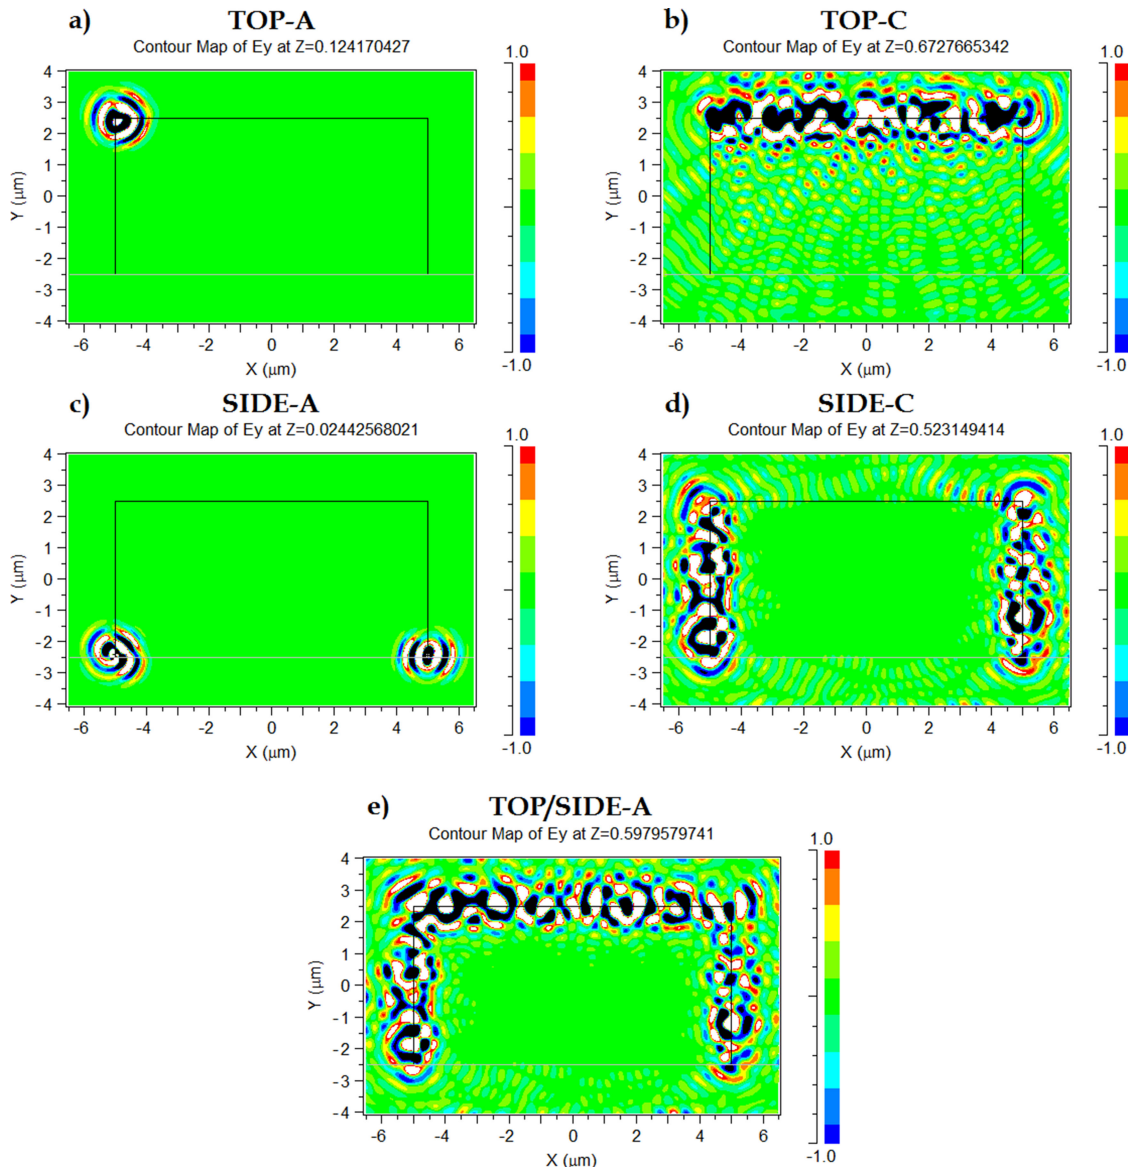 a) TOP-A
Contour Map of Ey at Z=0.124170427
1.0
4
3
2
1
0
-1
-2
-3
-4
Y (μm)
-6 -4 -2 0 2 4 6
X (μm)
-1.0
b) TOP-C
Contour Map of Ey at Z=0.6727665342
1.0
4
3
2
1
0
-1
-2
-3
-4
Y (μm)
-6 -4 -2 0 2 4 6
X (μm)
-1.0
c) SIDE-A
Contour Map of Ey at Z=0.02442568021
1.0
4
3
2
1
0
-1
-2
-3
-4
Y (μm)
-6 -4 -2 0 2 4 6
X (μm)
-1.0
d) SIDE-C
Contour Map of Ey at Z=0.523149414
1.0
4
3
2
1
0
-1
-2
-3
-4
Y (μm)
-6 -4 -2 0 2 4 6
X (μm)
-1.0
e) TOP/SIDE-A
Contour Map of Ey at Z=0.5979579741
1.0
4
3
2
1
0
-1
-2
-3
-4
Y (μm)
-6 -4 -2 0 2 4 6
X (μm)
-1.0